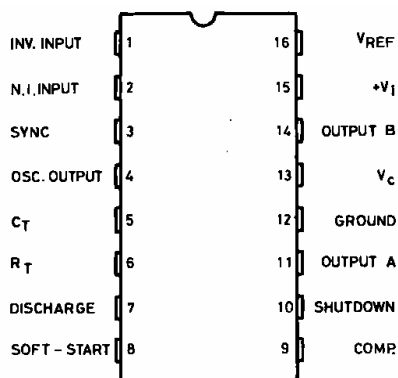 INV. INPUT 1 16 VREF
N.I. INPUT 2 15 +Vi
SYNC 3 14 OUTPUT B
OSC. OUTPUT 4 13 Vc
CT 5 12 GROUND
RT 6 11 OUTPUT A
DISCHARGE 7 10 SHUTDOWN
SOFT - START 8 9 COMP.